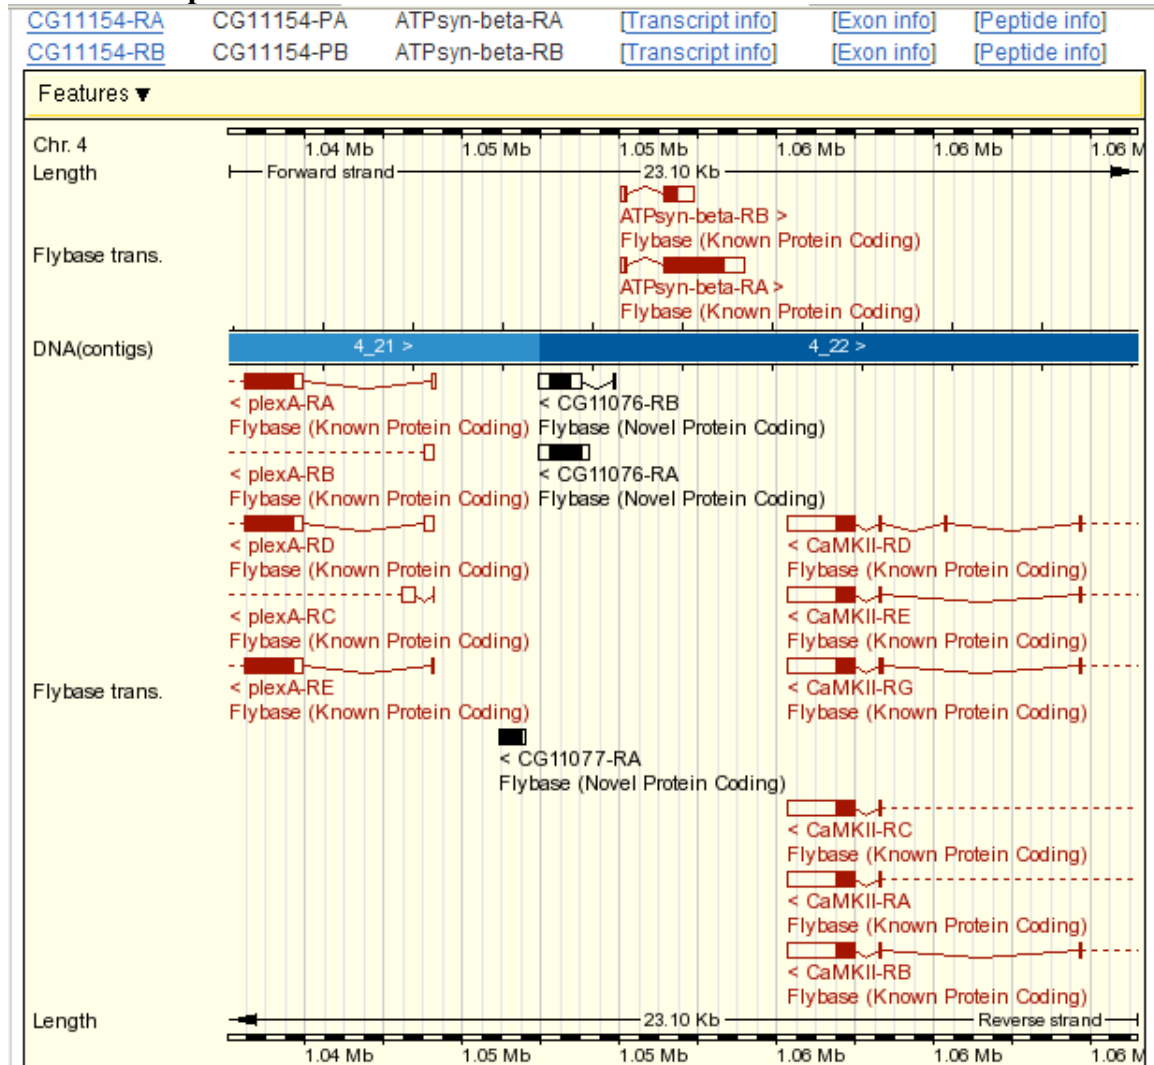 CG11154-RA CG11154-PA ATPsyn-beta-RA [Transcript info] [Exon info] [Peptide info]
CG11154-RB CG11154-PB ATPsyn-beta-RB [Transcript info] [Exon info] [Peptide info]
Features ▼
Chr. 4 1.04 Mb 1.05 Mb 1.05 Mb 1.06 Mb 1.06 Mb 1.06 M
Length Forward strand 23.10 Kb
ATPsyn-beta-RB >
Flybase (Known Protein Coding)
Flybase trans.
ATPsyn-beta-RA >
Flybase (Known Protein Coding)
DNA(contigs) 4_21 > 4_22 >
< plexA-RA < CG11076-RB
Flybase (Known Protein Coding) Flybase (Novel Protein Coding)
< plexA-RB < CG11076-RA
Flybase (Known Protein Coding) Flybase (Novel Protein Coding)
< plexA-RD < CaMKII-RD
Flybase (Known Protein Coding) Flybase (Known Protein Coding)
< plexA-RC < CaMKII-RE
Flybase (Known Protein Coding) Flybase (Known Protein Coding)
Flybase trans. < plexA-RE < CaMKII-RG
Flybase (Known Protein Coding) Flybase (Known Protein Coding)
< CG11077-RA
Flybase (Novel Protein Coding)
< CaMKII-RC
Flybase (Known Protein Coding)
< CaMKII-RA
Flybase (Known Protein Coding)
< CaMKII-RB
Flybase (Known Protein Coding)
Length 23.10 Kb Reverse strand
1.04 Mb 1.05 Mb 1.05 Mb 1.06 Mb 1.06 Mb 1.06 M